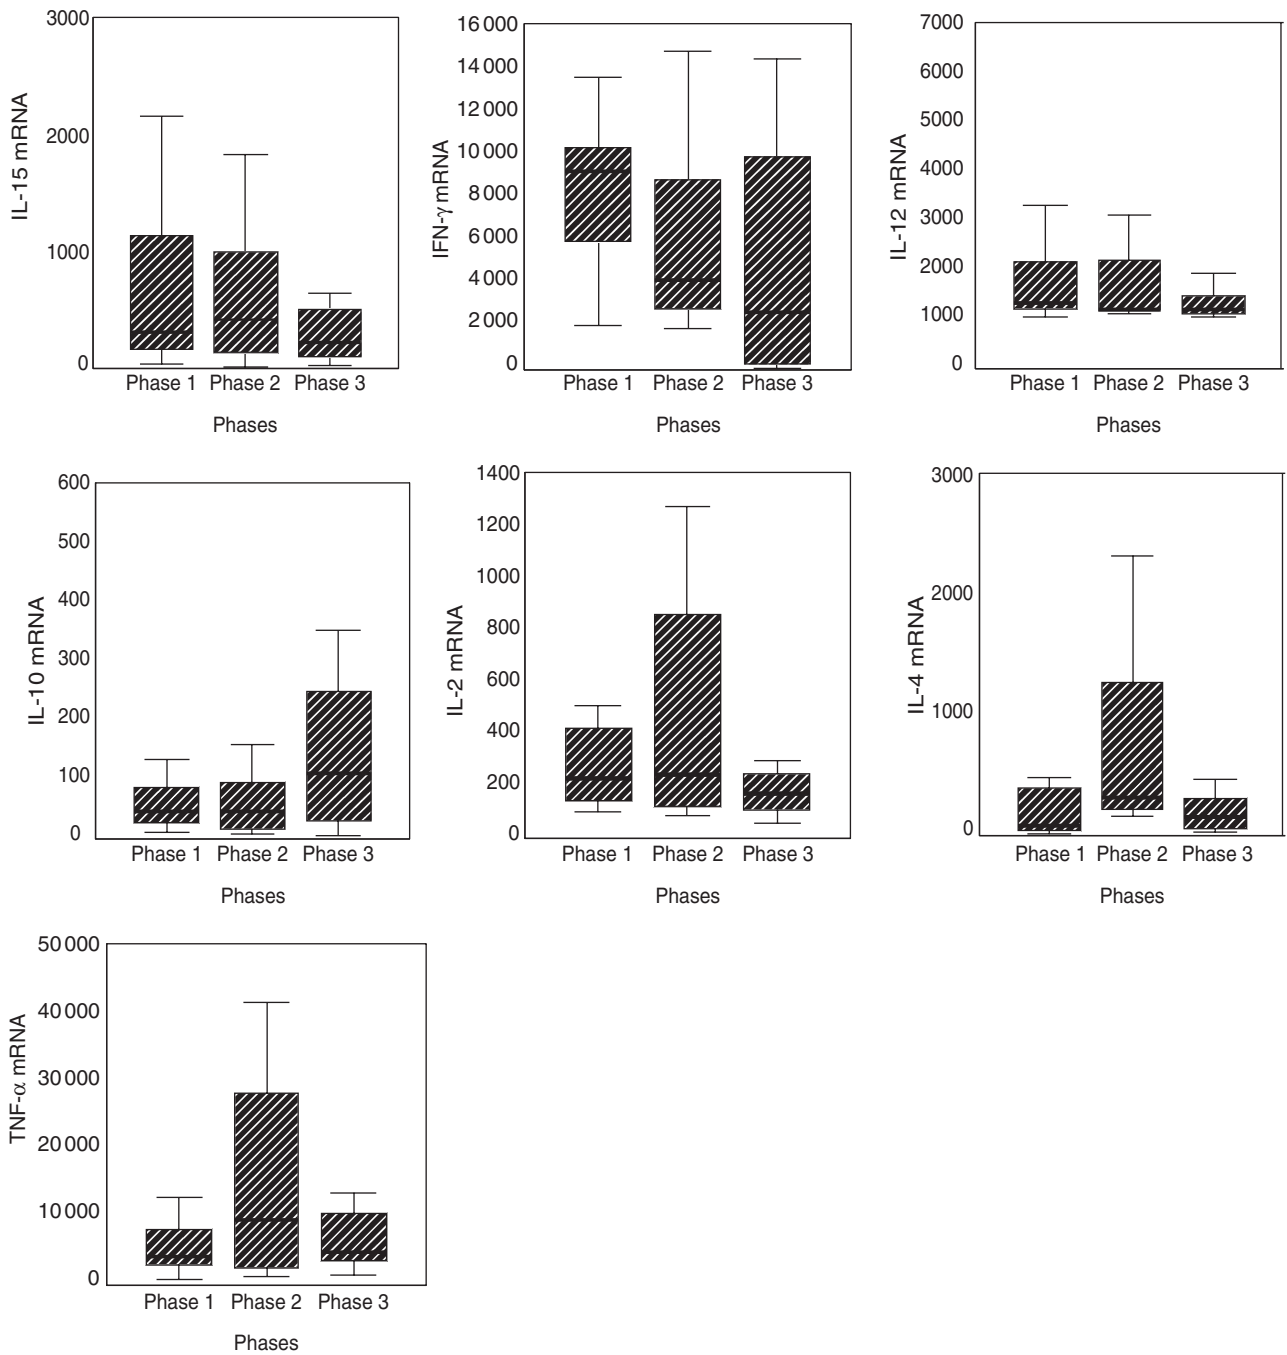 IL-15 mRNA
3000
2000
1000
0
Phase 1 Phase 2 Phase 3
Phases
IFN-γ mRNA
16 000
14 000
12 000
10 000
8 000
6 000
4 000
2 000
0
Phase 1 Phase 2 Phase 3
Phases
IL-12 mRNA
7000
6000
5000
4000
3000
2000
1000
0
Phase 1 Phase 2 Phase 3
Phases
IL-10 mRNA
600
500
400
300
200
100
0
Phase 1 Phase 2 Phase 3
Phases
IL-2 mRNA
1400
1200
1000
800
600
400
200
0
Phase 1 Phase 2 Phase 3
Phases
IL-4 mRNA
3000
2000
1000
0
Phase 1 Phase 2 Phase 3
Phases
TNF-α mRNA
50 000
40 000
30 000
20 000
10 000
0
Phase 1 Phase 2 Phase 3
Phases